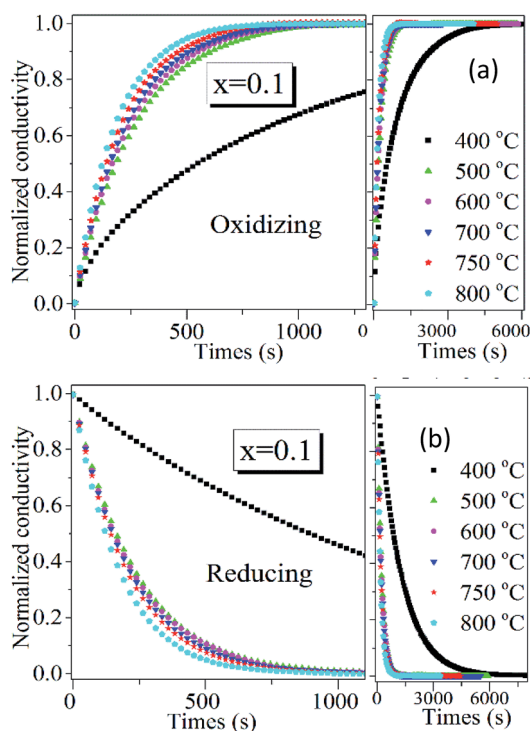 Normalized conductivity
1.0
0.8
0.6
0.4
0.2
0.0
x=0.1
Oxidizing
0
500
1000
Times (s)
(a)
400 °C
500 °C
600 °C
700 °C
750 °C
800 °C
0
3000
6000
Times (s)
Normalized conductivity
1.0
0.8
0.6
0.4
0.2
0.0
x=0.1
Reducing
0
500
1000
Times (s)
(b)
400 °C
500 °C
600 °C
700 °C
750 °C
800 °C
0
3000
6000
Times (s)